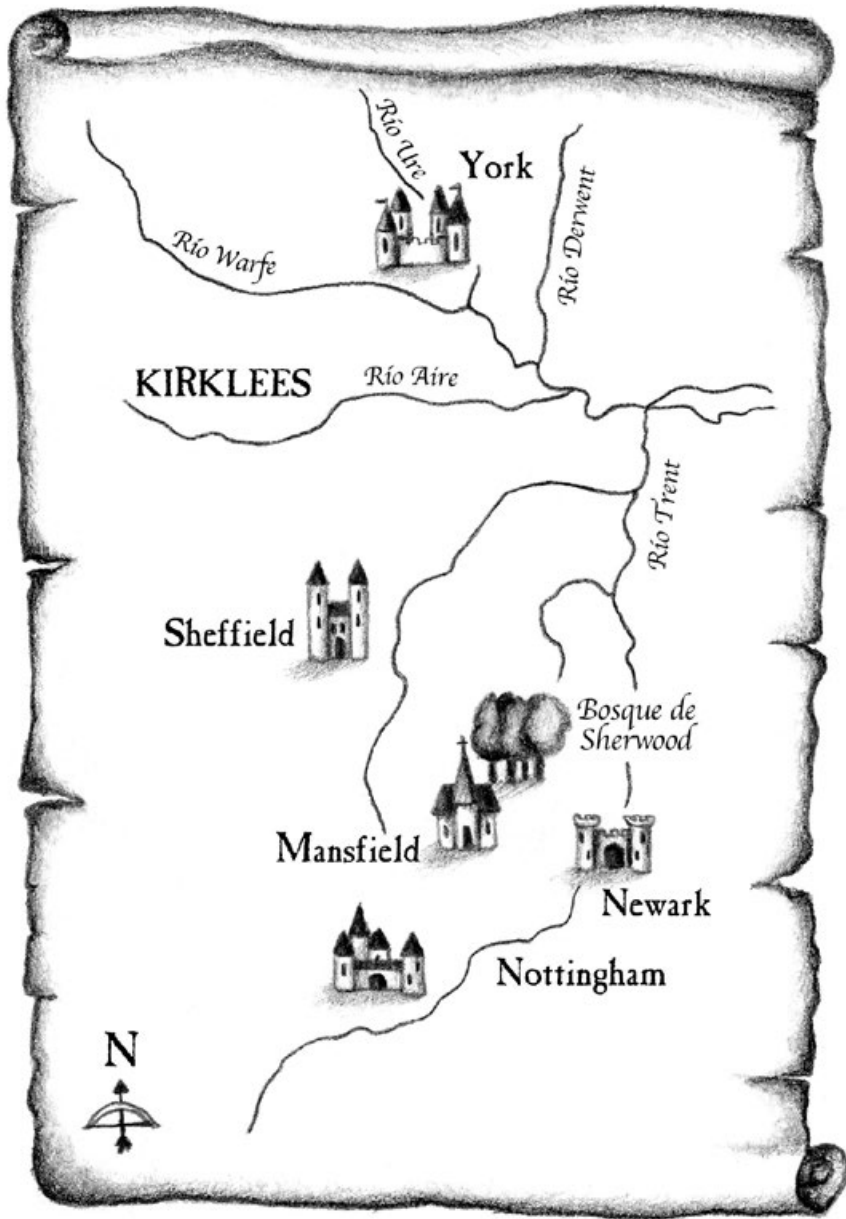 Río Ure
York
Río Derwent
Río Warfe
KIRKLEES
Río Aire
Río Trent
Sheffield
Bosque de
Sherwood
Mansfield
Newark
Nottingham
N